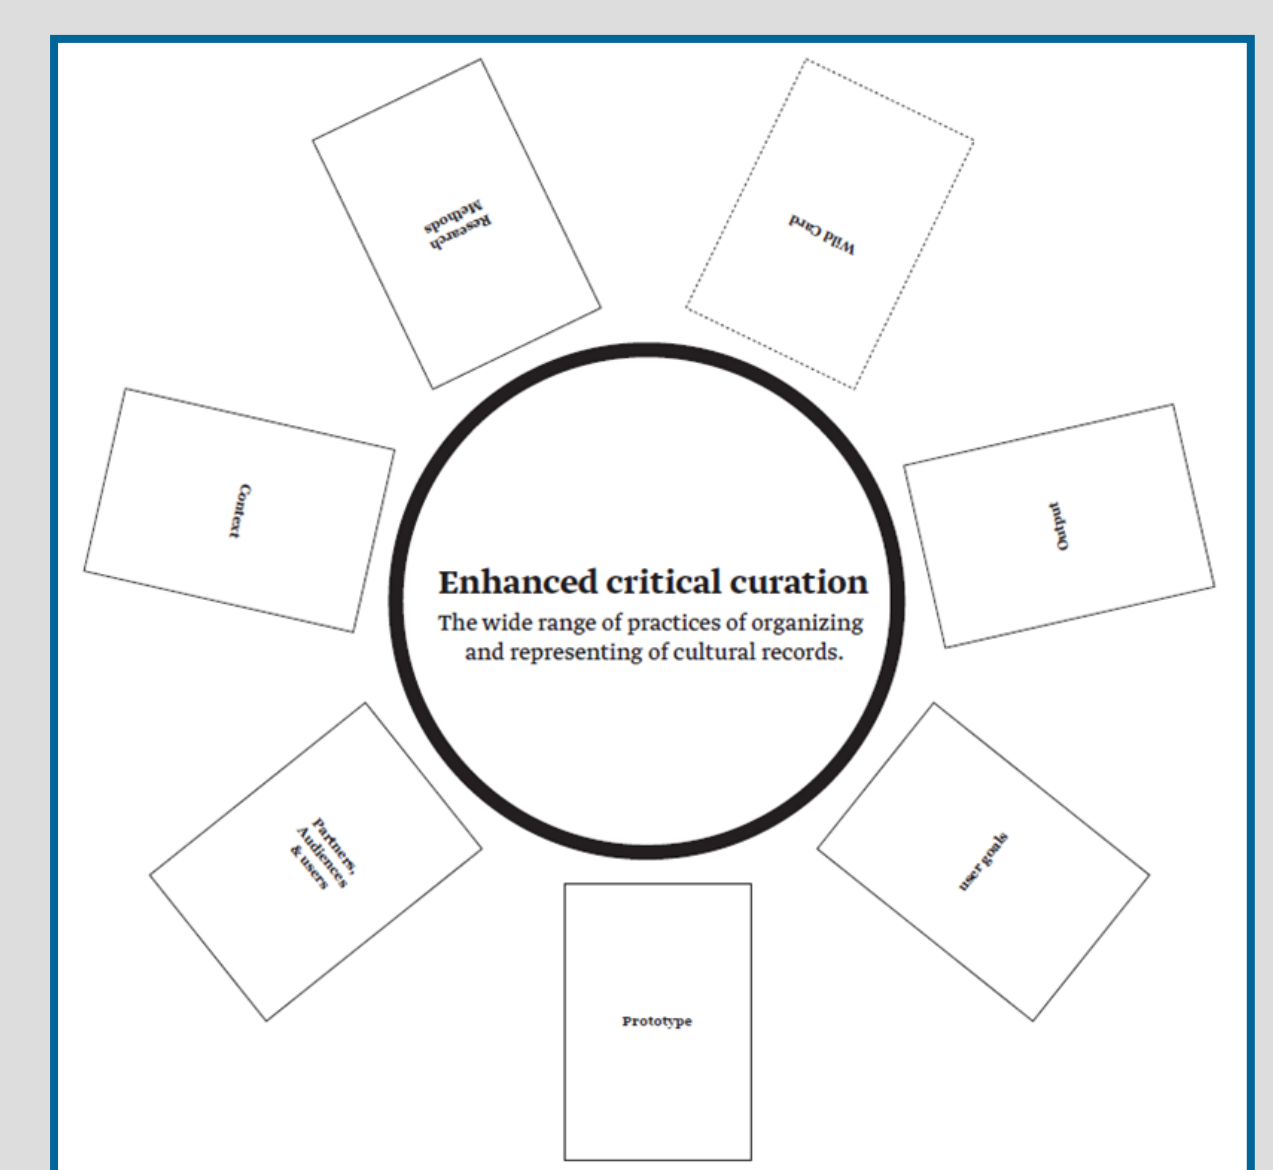 Research
Methods
Wild Card
Context
Output
Enhanced critical curation
The wide range of practices of organizing
and representing of cultural records.
Partners,
Audiences
& users
user goals
Prototype